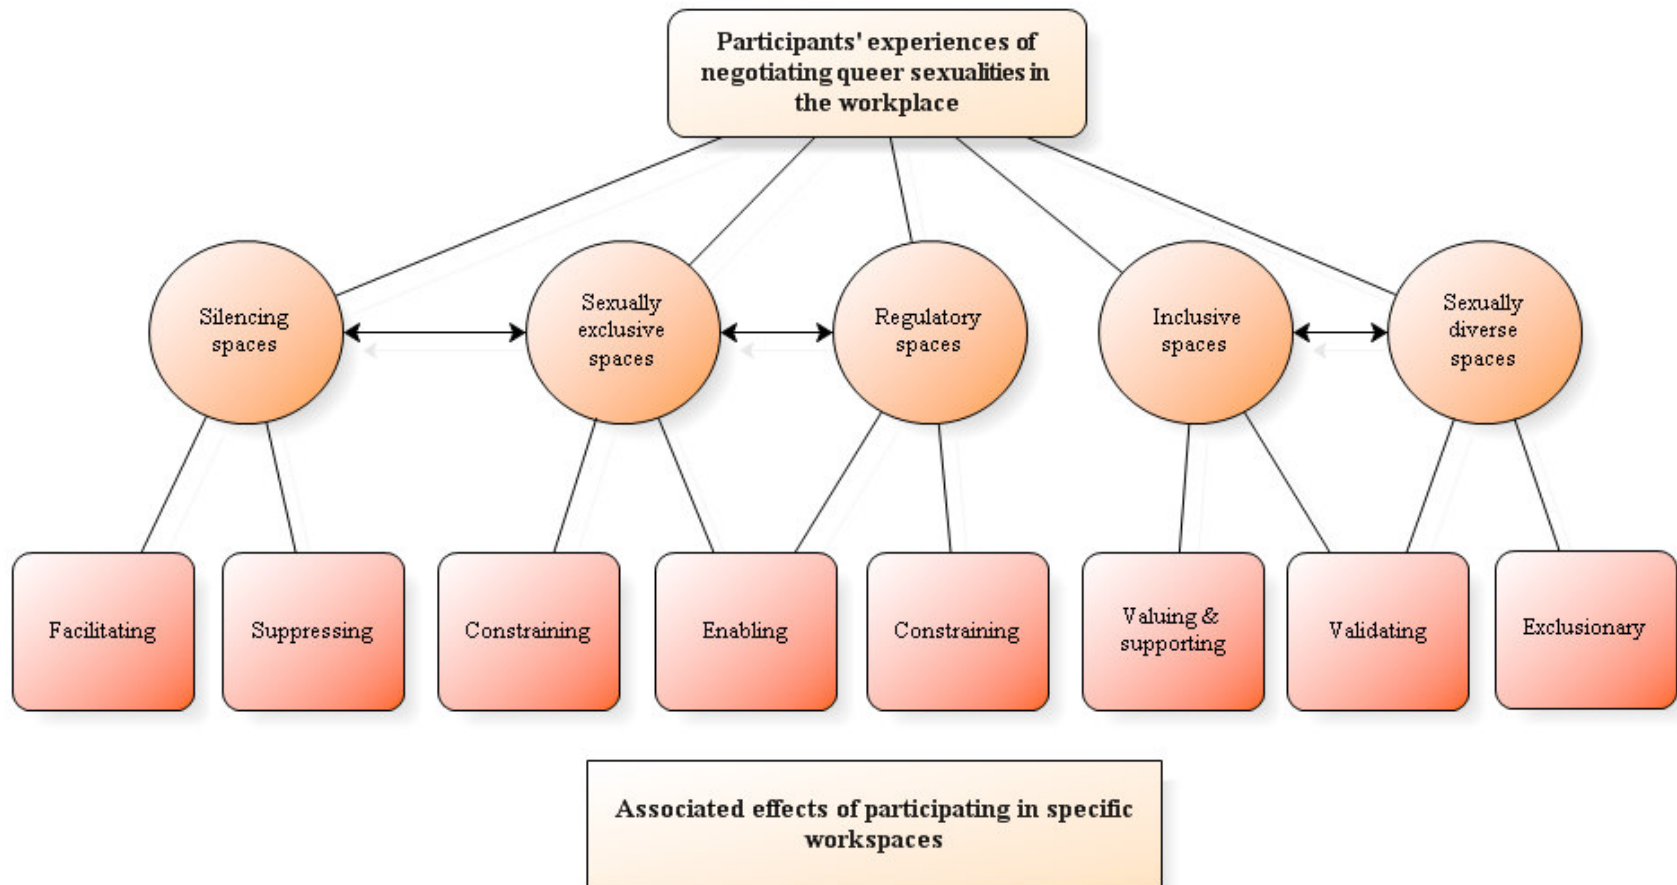 Participants' experiences of
negotiating queer sexualities in
the workplace
Silencing
spaces
Sexually
exclusive
spaces
Regulatory
spaces
Inclusive
spaces
Sexually
diverse
spaces
Facilitating
Suppressing
Constraining
Enabling
Constraining
Valuing &
supporting
Validating
Exclusionary
Associated effects of participating in specific
workspaces